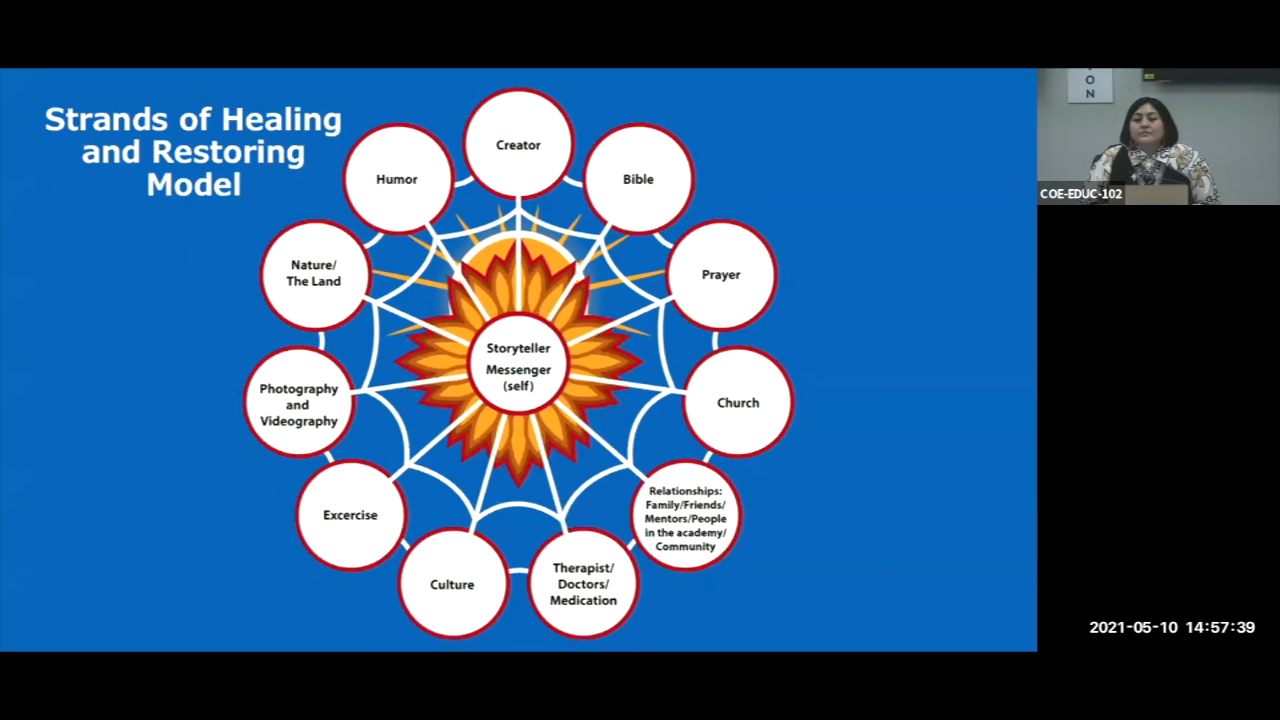 Strands of Healing
and Restoring
Model
Creator
Humor
Bible
Nature/
The Land
Prayer
Storyteller
Messenger
(self)
Photography
and
Videography
Church
Excercise
Relationships:
Family/Friends/
Mentors/People
in the academy/
Community
Culture
Therapist/
Doctors/
Medication
O
N
COE-EDUC-102
2021-05-10 14:57:39